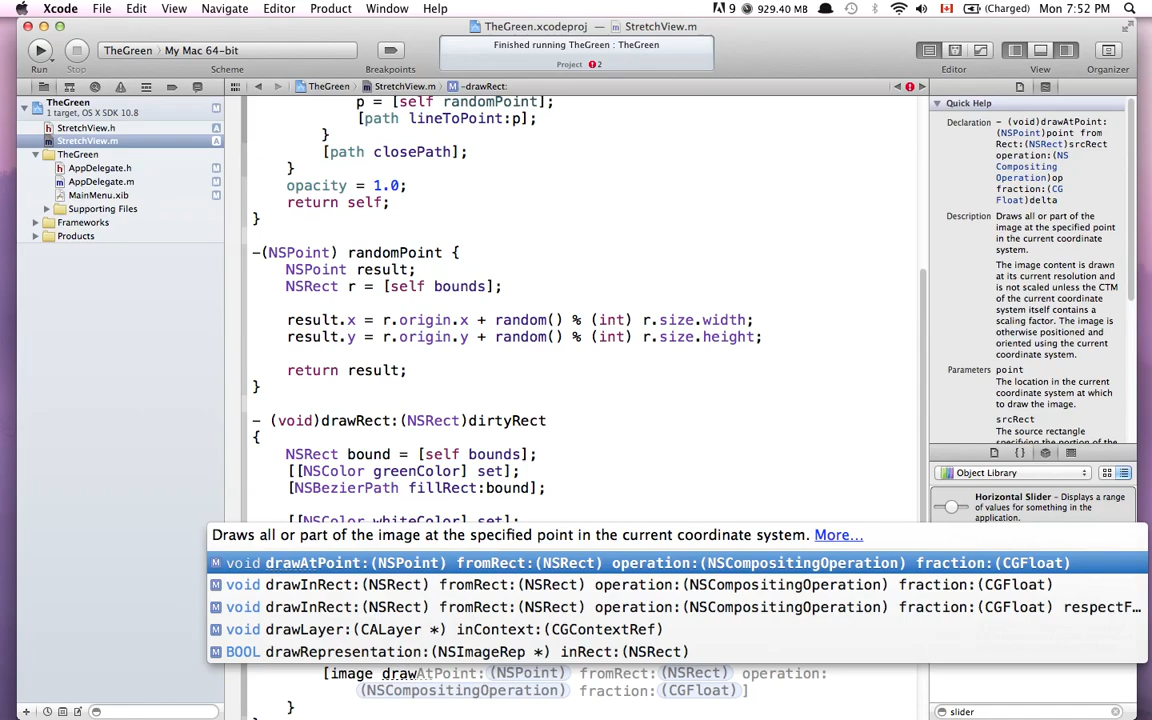 Xcode File Edit View Navigate Editor Product Window Help 9 929.40 MB (Charged) Mon 7:52 PM
TheGreen.xcodeproj — StretchView.m
TheGreen My Mac 64-bit
Finished running TheGreen : TheGreen
Project 2
Run Stop Scheme Breakpoints Editor View Organizer
TheGreen
1 target, OS X SDK 10.8
M
StretchView.h A
StretchView.m A
TheGreen
AppDelegate.h M
AppDelegate.m M
MainMenu.xib M
Supporting Files
Frameworks
Products
TheGreen StretchView.m -drawRect:
p = [self randomPoint];
[path lineToPoint:p];
}
[path closePath];
}
opacity = 1.0;
return self;
}
-(NSPoint) randomPoint {
NSPoint result;
NSRect r = [self bounds];
result.x = r.origin.x + random() % (int) r.size.width;
result.y = r.origin.y + random() % (int) r.size.height;
return result;
}
- (void)drawRect:(NSRect)dirtyRect
{
NSRect bound = [self bounds];
[[NSColor greenColor] set];
[NSBezierPath fillRect:bound];
[[NSColor whiteColor] set];
Draws all or part of the image at the specified point in the current coordinate system. More...
M void drawAtPoint:(NSPoint) fromRect:(NSRect) operation:(NSCompositingOperation) fraction:(CGFloat)
M void drawInRect:(NSRect) fromRect:(NSRect) operation:(NSCompositingOperation) fraction:(CGFloat)
M void drawInRect:(NSRect) fromRect:(NSRect) operation:(NSCompositingOperation) fraction:(CGFloat) respectF...
M void drawLayer:(CALayer *) inContext:(CGContextRef)
M BOOL drawRepresentation:(NSImageRep *) inRect:(NSRect)
[image drawAtPoint:(NSPoint) fromRect:(NSRect) operation:
(NSCompositingOperation) fraction:(CGFloat)]
}
Quick Help
Declaration - (void)drawAtPoint:
(NSPoint)point from
Rect:(NSRect)srcRect
operation:(NS
Compositing
Operation)op
fraction:(CG
Float)delta
Description Draws all or part of the
image at the specified point
in the current coordinate
system.
The image content is drawn
at its current resolution and
is not scaled unless the CTM
of the current coordinate
system itself contains a
scaling factor. The image is
otherwise positioned and
oriented using the current
coordinate system.
Parameters point
The location in the current
coordinate system at which
to draw the image.
srcRect
The source rectangle
specifying the portion of the
Object Library
Horizontal Slider - Displays a range
of values for something in the
application.
slider